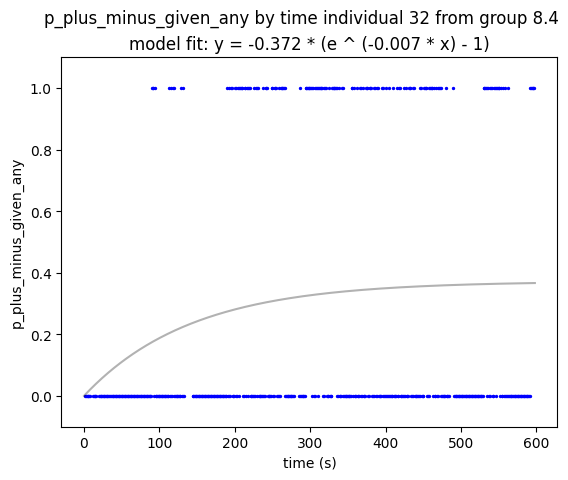 p_plus_minus_given_any by time individual 32 from group 8.4
model fit: y = -0.372 * (e ^ (-0.007 * x) - 1)
p_plus_minus_given_any
1.0
0.8
0.6
0.4
0.2
0.0
0 100 200 300 400 500 600
time (s)